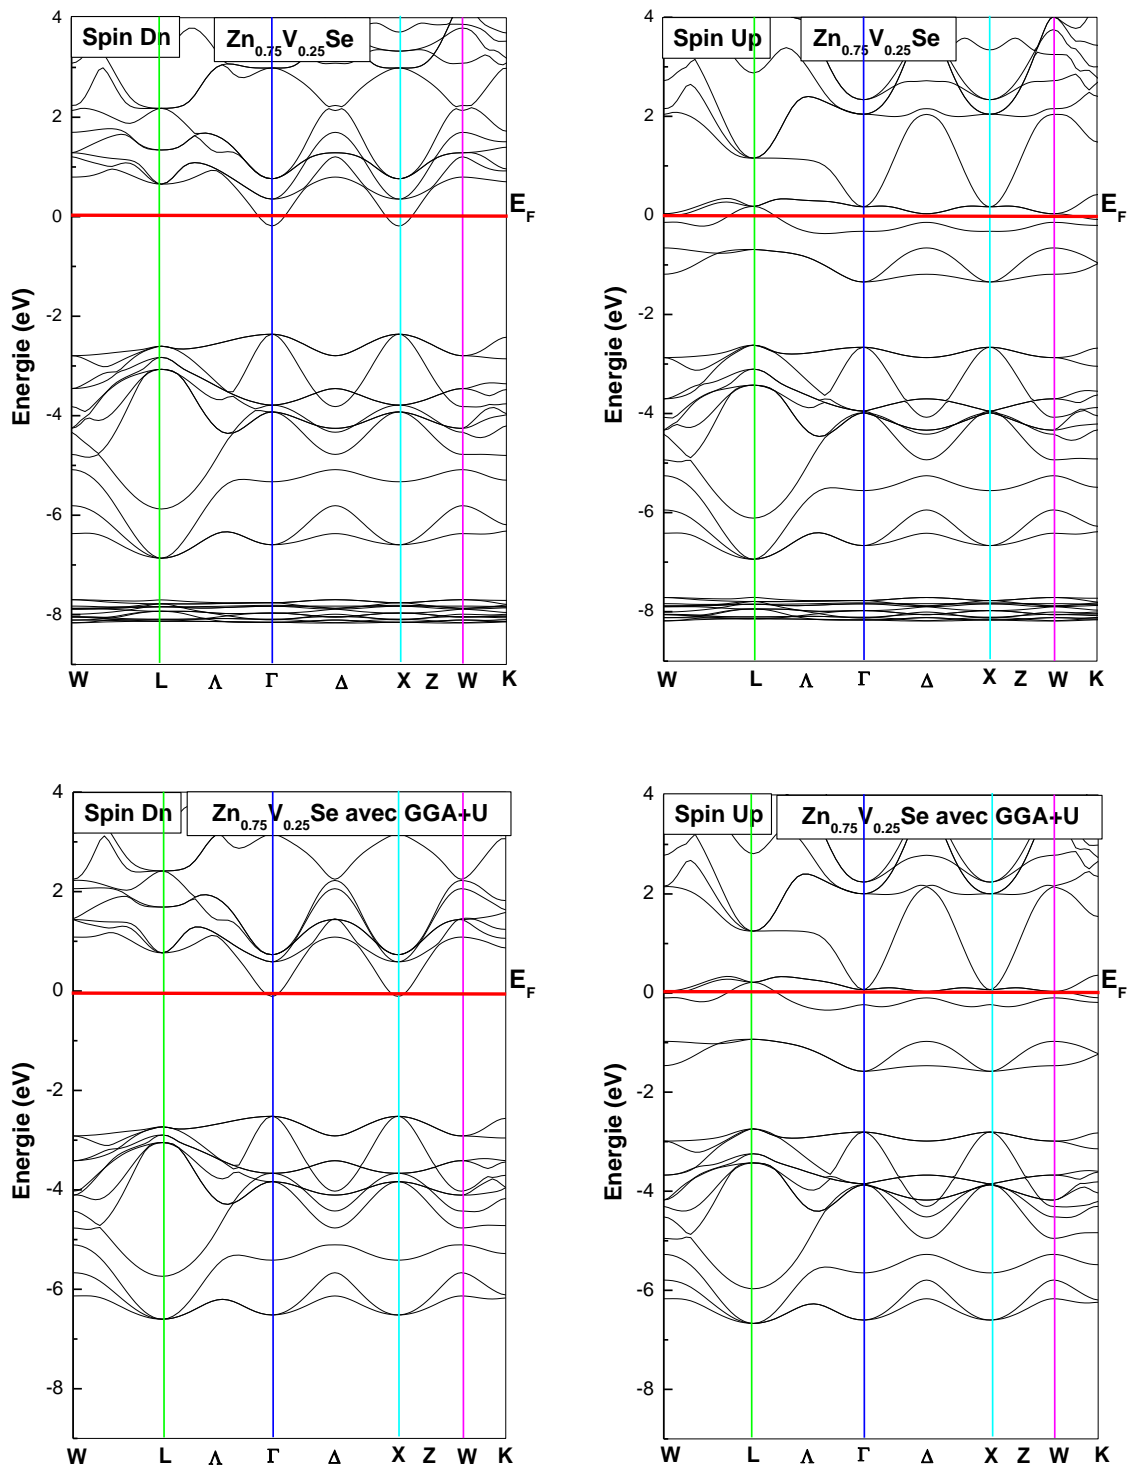 Spin Dn
Zn0.75V0.25Se
4
2
0
-2
-4
-6
-8
Energie (eV)
EF
W L Λ Γ Δ X Z W K
Spin Up
Zn0.75V0.25Se
4
2
0
-2
-4
-6
-8
Energie (eV)
EF
W L Λ Γ Δ X Z W K
Spin Dn
Zn0.75V0.25Se avec GGA+U
4
2
0
-2
-4
-6
-8
Energie (eV)
EF
W L Λ Γ Δ X Z W K
Spin Up
Zn0.75V0.25Se avec GGA+U
4
2
0
-2
-4
-6
-8
Energie (eV)
EF
W L Λ Γ Δ X Z W K